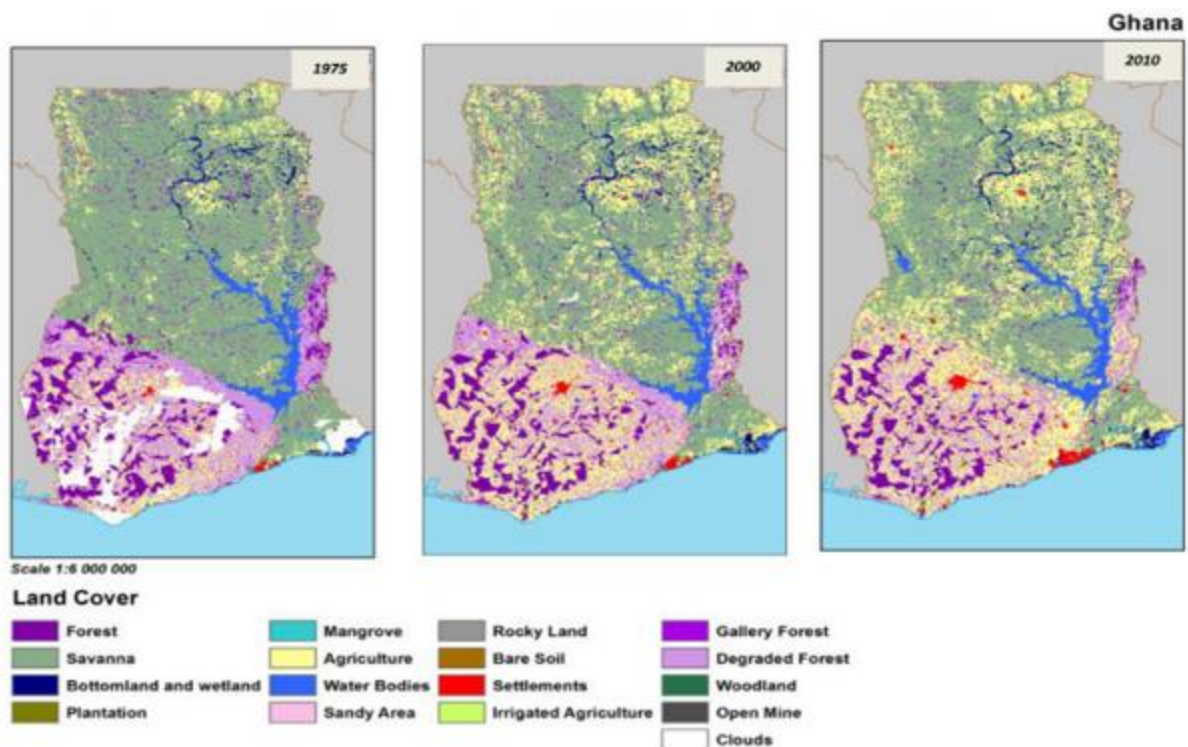 Ghana
1975
2000
2010
Scale 1:6 000 000
Land Cover
Forest
Savanna
Bottomland and wetland
Plantation
Mangrove
Agriculture
Water Bodies
Sandy Area
Rocky Land
Bare Soil
Settlements
Irrigated Agriculture
Gallery Forest
Degraded Forest
Woodland
Open Mine
Clouds